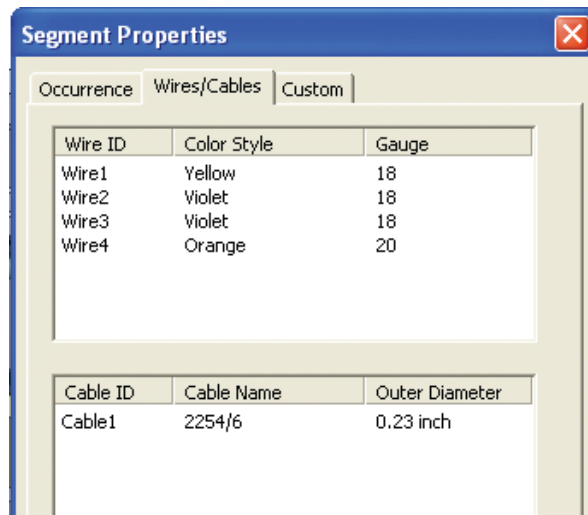 Segment Properties
Occurrence Wires/Cables Custom
Wire ID Color Style Gauge
Wire1 Yellow 18
Wire2 Violet 18
Wire3 Violet 18
Wire4 Orange 20
Cable ID Cable Name Outer Diameter
Cable1 2254/6 0.23 inch